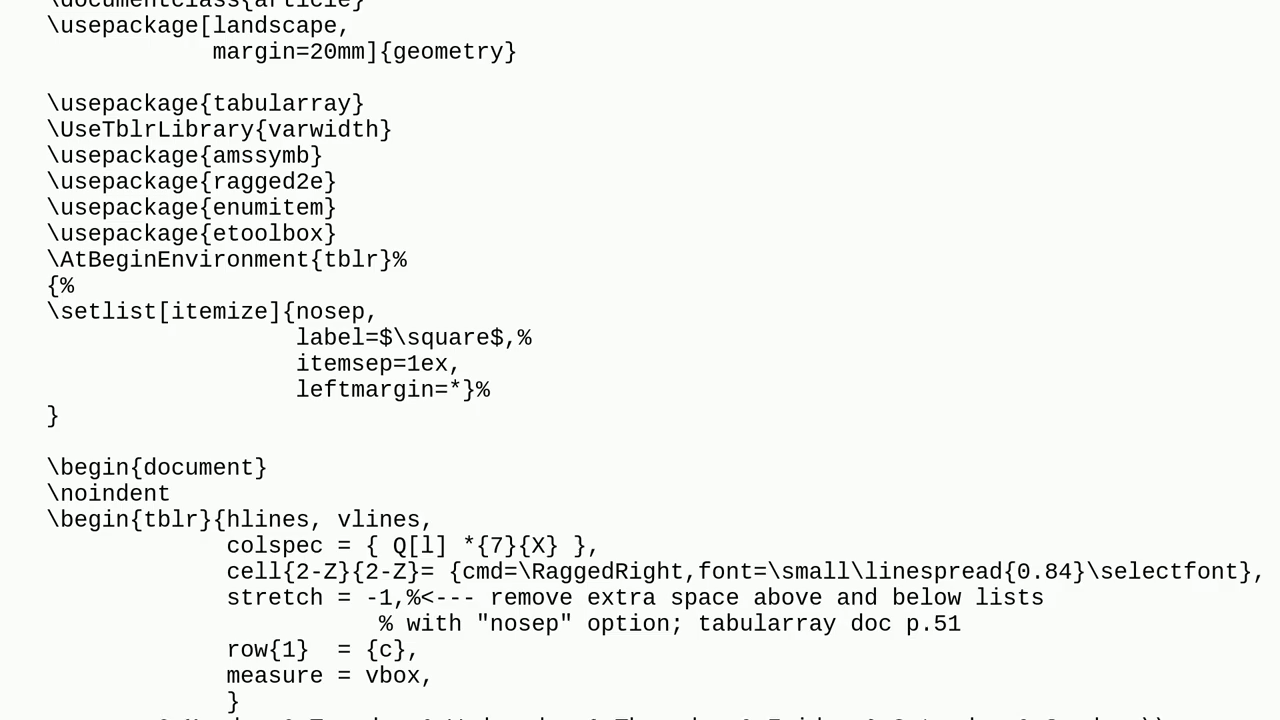 \documentclass{article}
\usepackage[landscape,
            margin=20mm]{geometry}

\usepackage{tabularray}
\UseTblrLibrary{varwidth}
\usepackage{amssymb}
\usepackage{ragged2e}
\usepackage{enumitem}
\usepackage{etoolbox}
\AtBeginEnvironment{tblr}%
{%
\setlist[itemize]{nosep,
                  label=$\square$,%
                  itemsep=1ex,
                  leftmargin=*}%
}

\begin{document}
\noindent
\begin{tblr}{hlines, vlines,
             colspec = { Q[l] *{7}{X} },
             cell{2-Z}{2-Z}= {cmd=\RaggedRight,font=\small\linespread{0.84}\selectfont},
             stretch = -1,%<--- remove extra space above and below lists
                        % with "nosep" option; tabularray doc p.51
             row{1}  = {c},
             measure = vbox,
             }